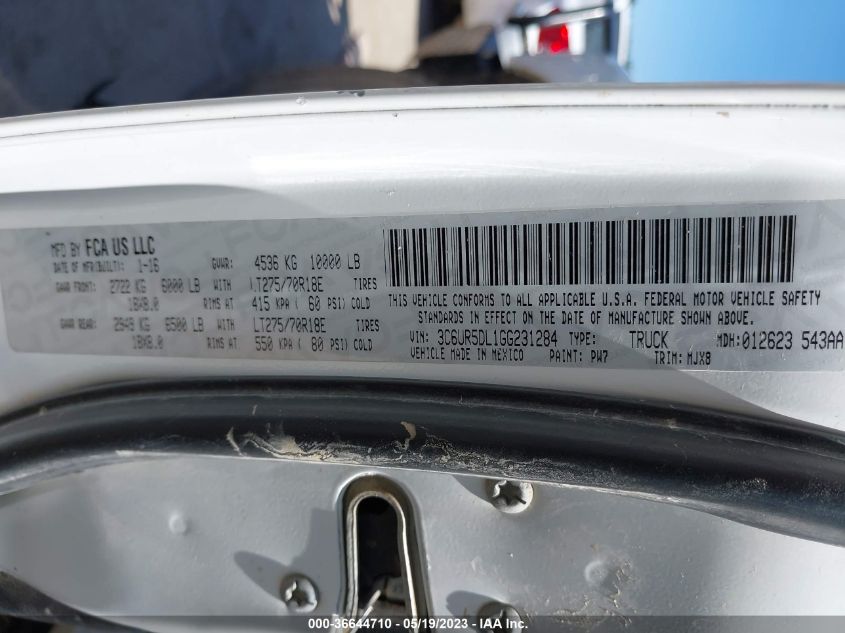 MFD BY FCA US LLC
DATE OF MFR(BUILT): 1-16 GVWR: 4536 KG 10000 LB
GAWR FRONT: 2722 KG 6000 LB WITH LT275/70R18E TIRES
18X8.0 RIMS AT 415 KPA ( 60 PSI) COLD
GAWR REAR: 2948 KG 6500 LB WITH LT275/70R18E TIRES
18X8.0 RIMS AT 550 KPA ( 80 PSI) COLD
THIS VEHICLE CONFORMS TO ALL APPLICABLE U.S.A. FEDERAL MOTOR VEHICLE SAFETY
STANDARDS IN EFFECT ON THE DATE OF MANUFACTURE SHOWN ABOVE.
VIN: 3C6UR5DL1GG231284 TYPE: TRUCK MDH: 012623 543AA
VEHICLE MADE IN MEXICO PAINT: PW7 TRIM: MJX8
000-36644710 - 05/19/2023 - IAA Inc.